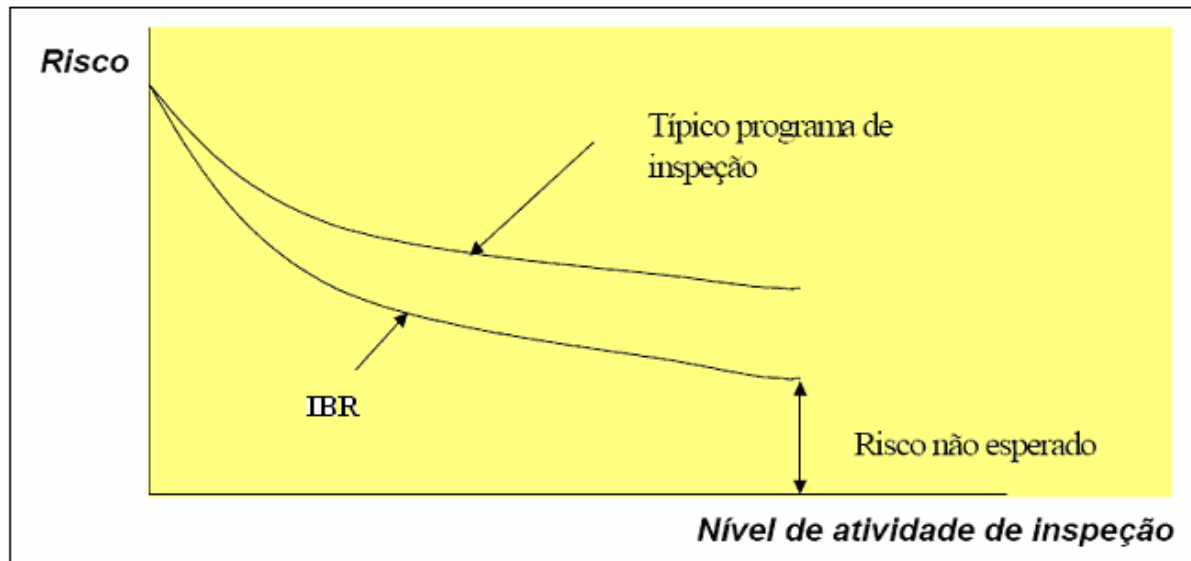 Risco
Típico programa de
inspeção
IBR
Risco não esperado
Nível de atividade de inspeção